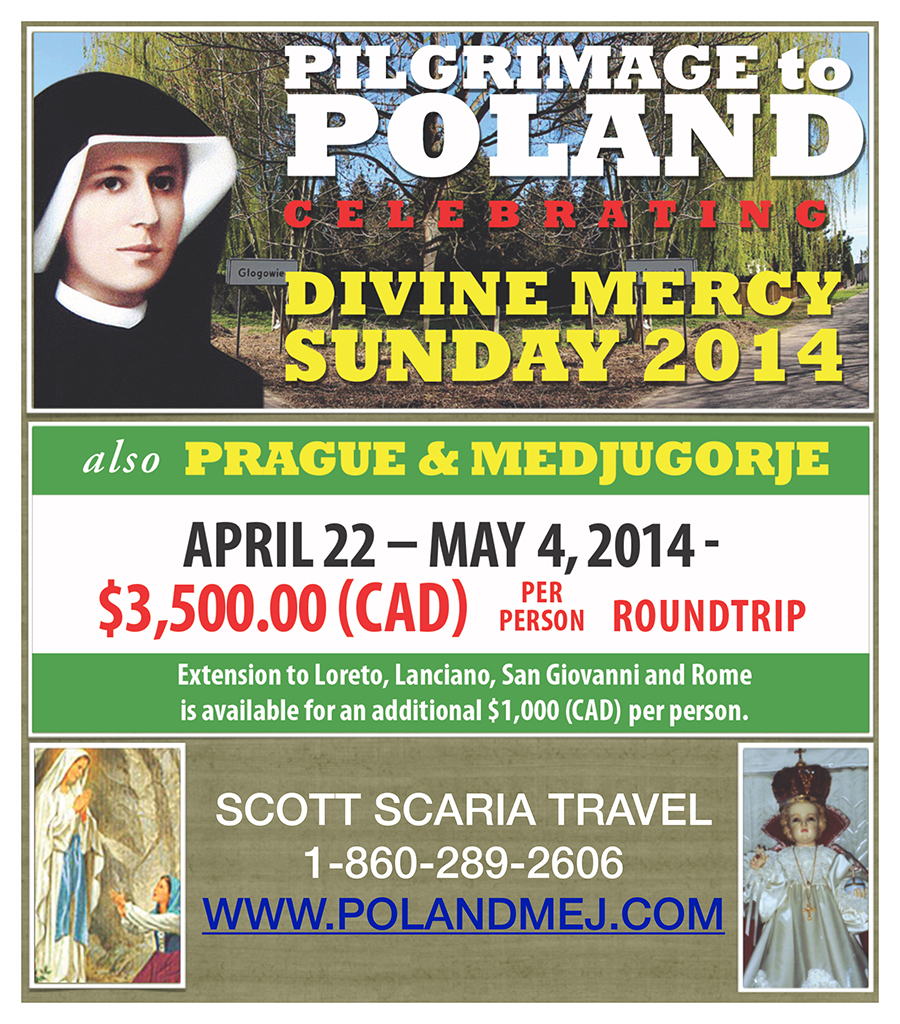 PILGRIMAGE to
POLAND
CELEBRATING
Głogowie
DIVINE MERCY
SUNDAY 2014
also PRAGUE & MEDJUGORJE
APRIL 22 – MAY 4, 2014 -
$3,500.00 (CAD) PER PERSON ROUNDTRIP
Extension to Loreto, Lanciano, San Giovanni and Rome
is available for an additional $1,000 (CAD) per person.
SCOTT SCARIA TRAVEL
1-860-289-2606
WWW.POLANDMEJ.COM